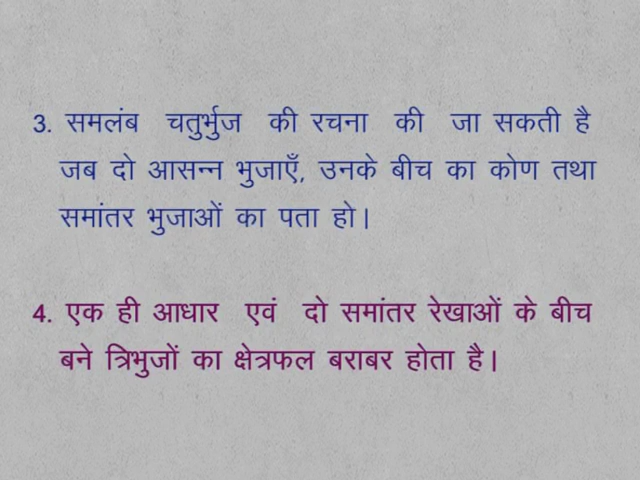 3. समलंब चतुर्भुज की रचना की जा सकती है
जब दो आसन्न भुजाएँ, उनके बीच का कोण तथा
समांतर भुजाओं का पता हो।
4. एक ही आधार एवं दो समांतर रेखाओं के बीच
बने त्रिभुजों का क्षेत्रफल बराबर होता है।